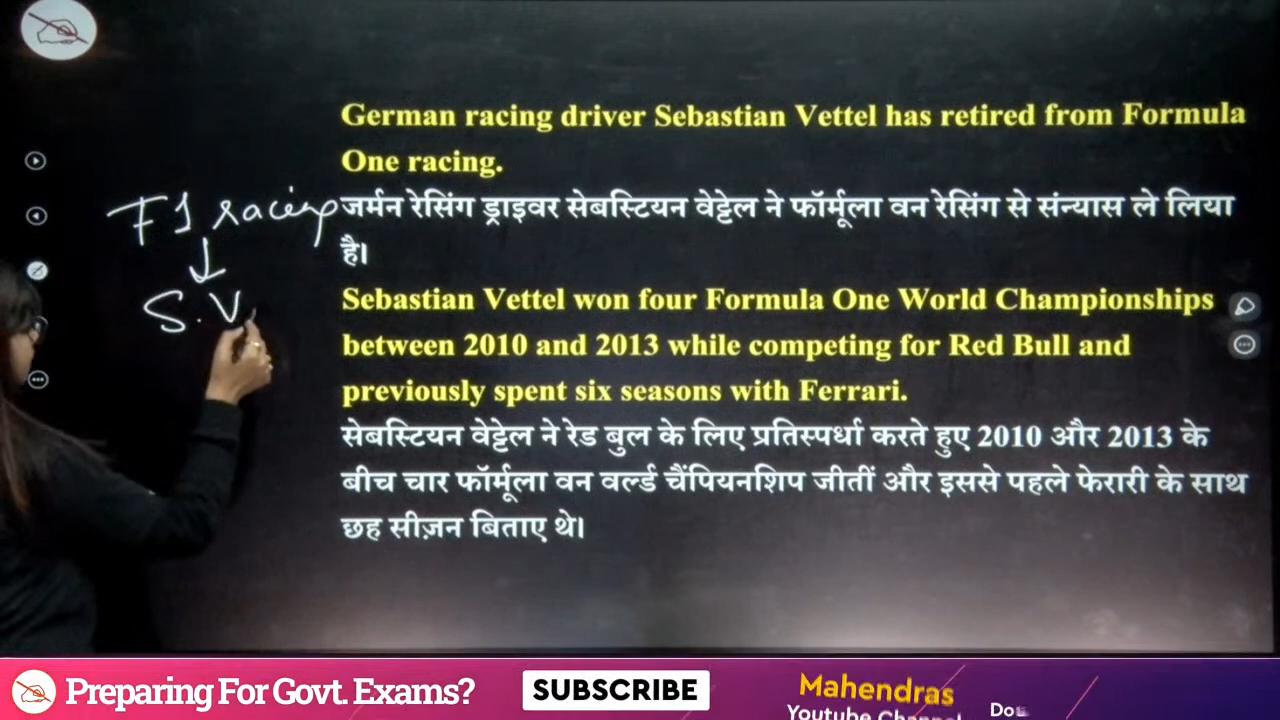 German racing driver Sebastian Vettel has retired from Formula
One racing.
F1 racing
जर्मन रेसिंग ड्राइवर सेबस्टियन वेट्टेल ने फॉर्मूला वन रेसिंग से संन्यास ले लिया
है।
S.V
Sebastian Vettel won four Formula One World Championships
between 2010 and 2013 while competing for Red Bull and
previously spent six seasons with Ferrari.
सेबस्टियन वेट्टेल ने रेड बुल के लिए प्रतिस्पर्धा करते हुए 2010 और 2013 के
बीच चार फॉर्मूला वन वर्ल्ड चैंपियनशिप जीतीं और इससे पहले फेरारी के साथ
छह सीज़न बिताए थे।
Preparing For Govt. Exams?
SUBSCRIBE
Mahendras
Youtube Channel